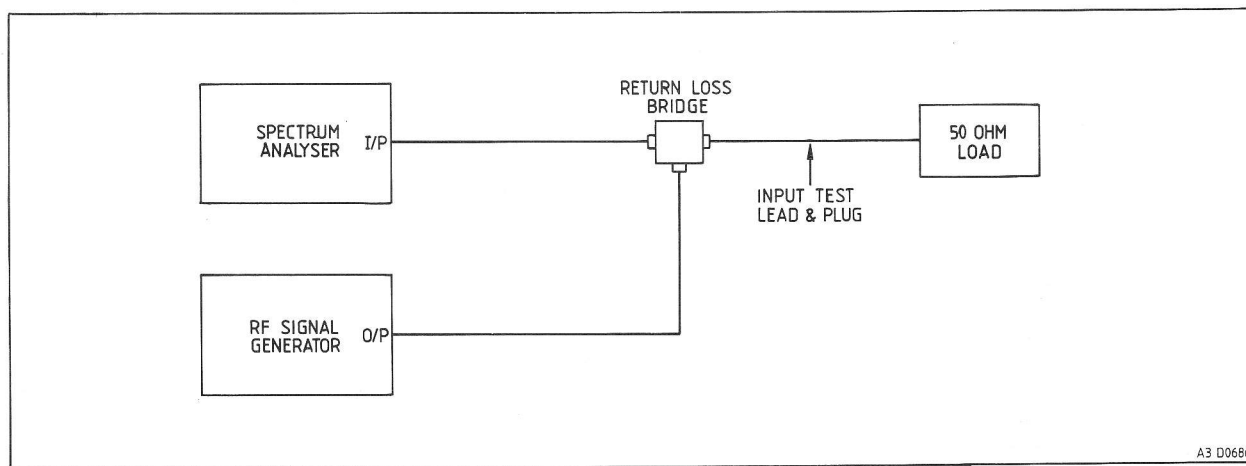 RETURN LOSS
BRIDGE
SPECTRUM
ANALYSER
I/P
50 OHM
LOAD
INPUT TEST
LEAD & PLUG
RF SIGNAL
GENERATOR
O/P